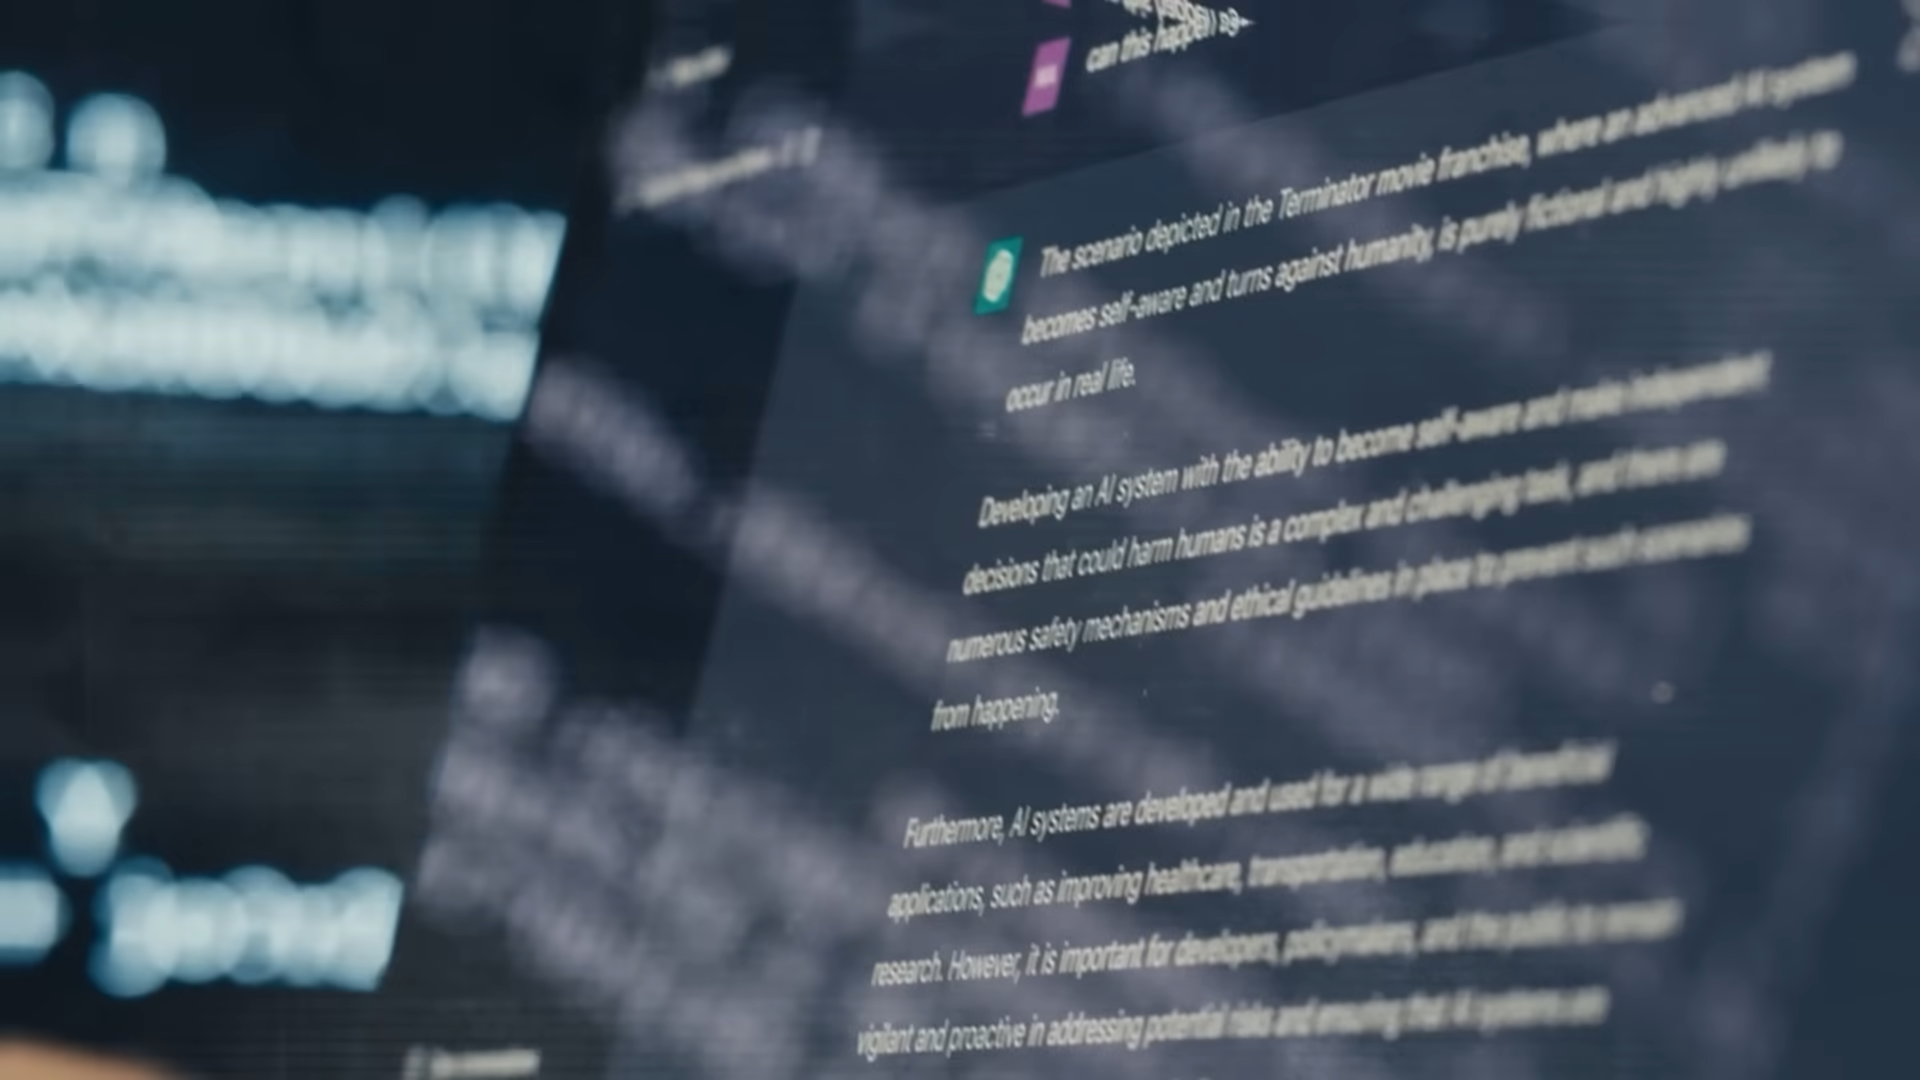 can this happen
The scenario depicted in the Terminator movie franchise, where an advanced AI system
becomes self-aware and turns against humanity, is purely fictional and highly unlikely to
occur in real life.
Developing an AI system with the ability to become self-aware and make independent
decisions that could harm humans is a complex and challenging task, and there are
numerous safety mechanisms and ethical guidelines in place to prevent such scenarios
from happening.
Furthermore, AI systems are developed and used for a wide range of beneficial
applications, such as improving healthcare, transportation, education, and scientific
research. However, it is important for developers, policymakers, and the public to remain
vigilant and proactive in addressing potential risks and ensuring that AI systems are